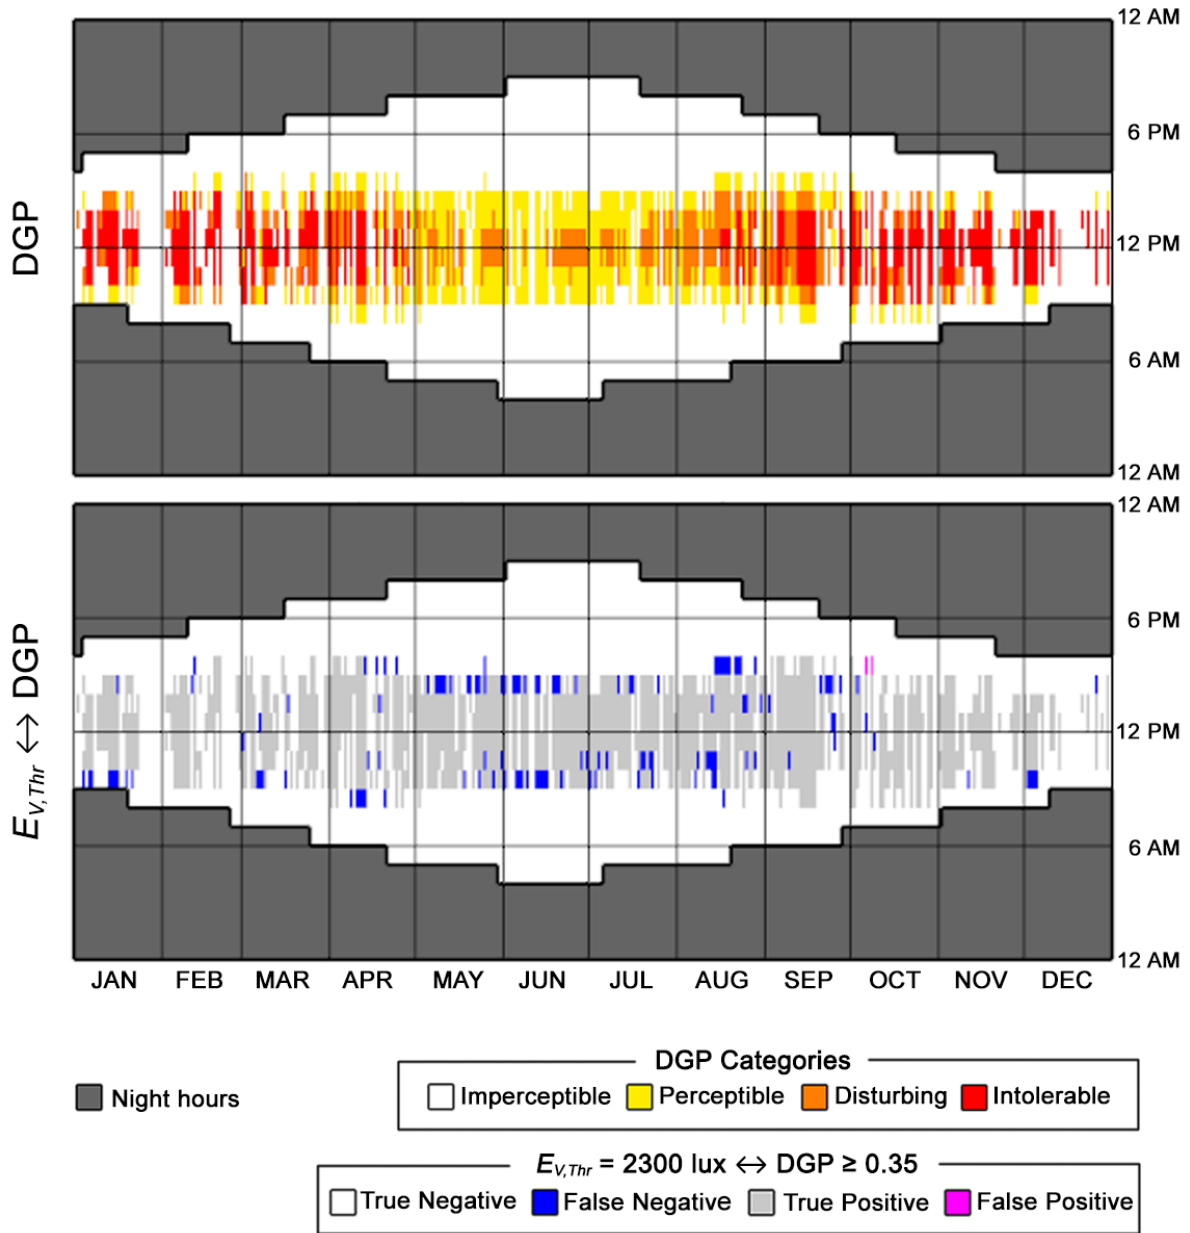 12 AM
6 PM
DGP
12 PM
6 AM
12 AM
12 AM
6 PM
E_V,Thr ↔ DGP
12 PM
6 AM
12 AM
JAN FEB MAR APR MAY JUN JUL AUG SEP OCT NOV DEC
DGP Categories
Night hours
Imperceptible Perceptible Disturbing Intolerable
E_V,Thr = 2300 lux ↔ DGP ≥ 0.35
True Negative False Negative True Positive False Positive